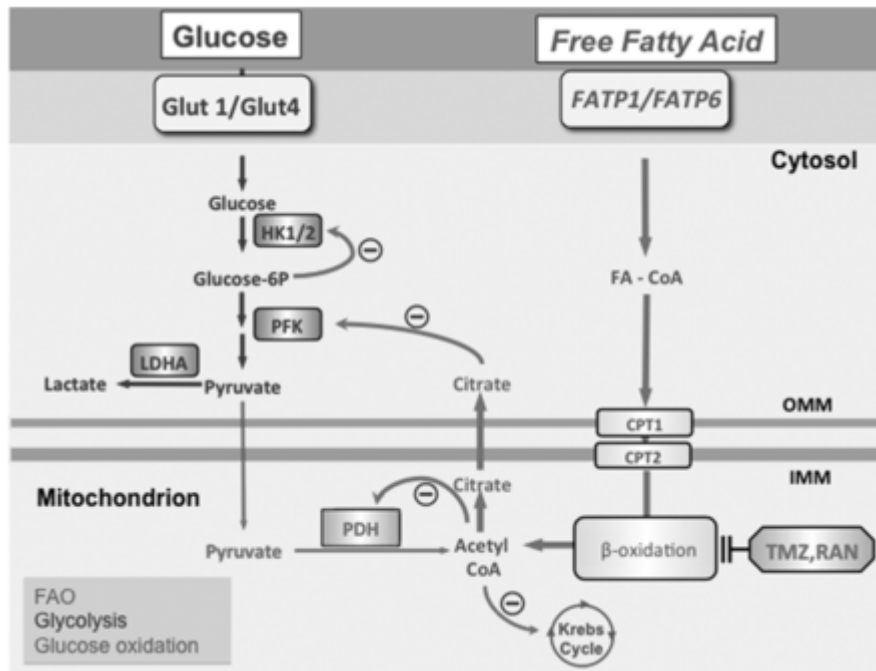 Glucose
Free Fatty Acid
Glut 1/Glut4
FATP1/FATP6
Cytosol
Glucose
HK1/2
−
Glucose-6P
FA - CoA
PFK
−
LDHA
Lactate
Pyruvate
Citrate
OMM
CPT1
CPT2
IMM
Mitochondrion
Citrate
−
PDH
Pyruvate
Acetyl
CoA
β-oxidation
TMZ,RAN
−
Krebs
Cycle
FAO
Glycolysis
Glucose oxidation